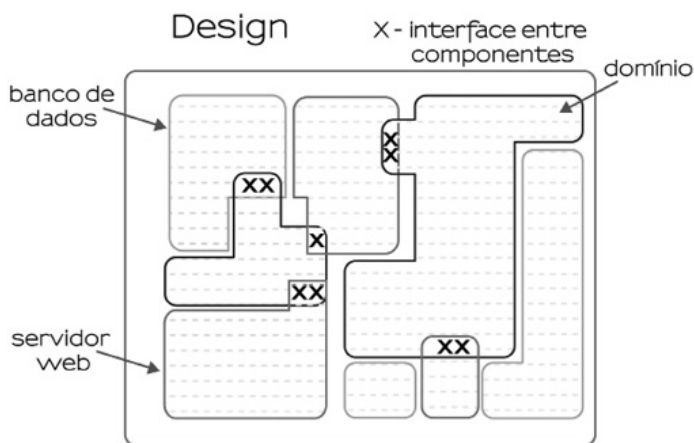 Design
X - interface entre
componentes
domínio
banco de
dados
XX
X
X
X
XX
XX
servidor
web